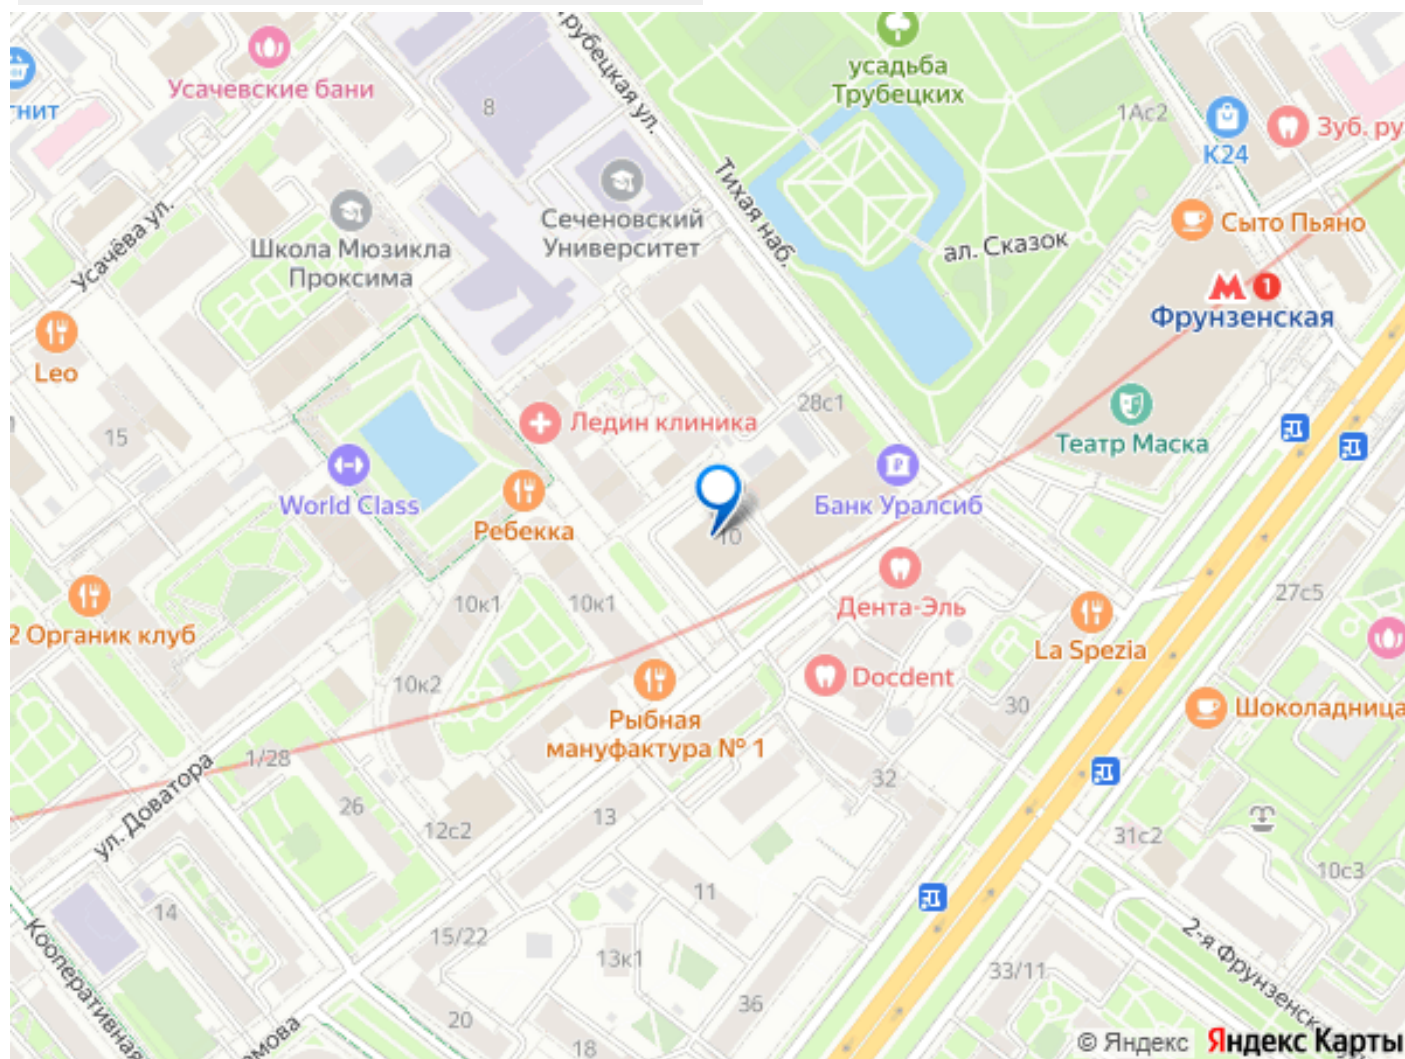 Трубецкая ул.
усадьба
Трубецких
Усачевские бани
гнит
8
1Ас2
К24
Зуб. ру
Тихая наб.
Сеченовский
Университет
Школа Мюзикла
Проксима
Усачёва ул.
ал. Сказок
Сыто Пьяно
М 1
Фрунзенская
Leo
15
Ледин клиника
28с1
Театр Маска
World Class
Ребекка
Банк Уралсиб
10
Дента-Эль
27с5
10к1
10к1
2 Органик клуб
La Spezia
Docdent
10к2
30
Рыбная
мануфактура № 1
Шоколадница
1/28
ул. Доватора
32
26
12с2
13
31с2
10с3
11
14
15/22
13к1
Кооперативная
2-я Фрунзенск
33/11
36
20
18
омова
© Яндекс Яндекс Карты